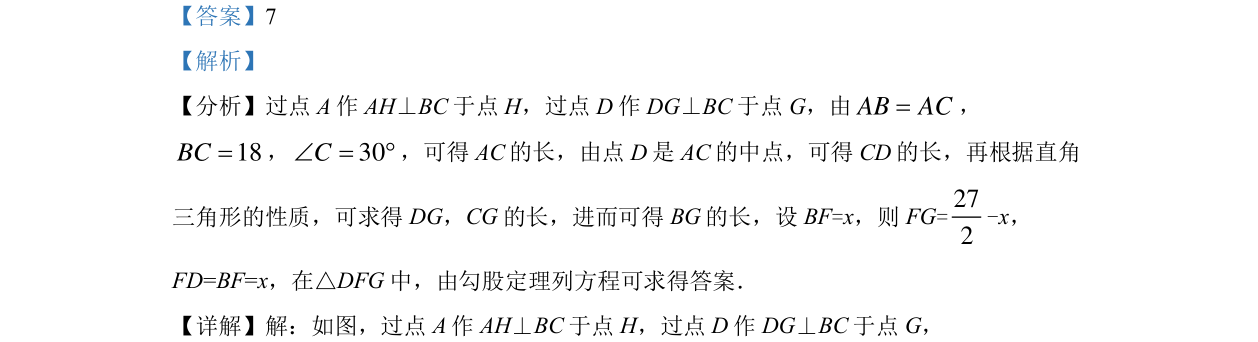 【答案】7
【解析】
【分析】过点 A 作 AH⊥BC 于点 H，过点 D 作 DG⊥BC 于点 G，由 AB = AC，
BC =18，∠C =30°，可得 AC 的长，由点 D 是 AC 的中点，可得 CD 的长，再根据直角
三角形的性质，可求得 DG，CG 的长，进而可得 BG 的长，设 BF=x，则 FG=27/2-x，
FD=BF=x，在△DFG 中，由勾股定理列方程可求得答案．
【详解】解：如图，过点 A 作 AH⊥BC 于点 H，过点 D 作 DG⊥BC 于点 G，